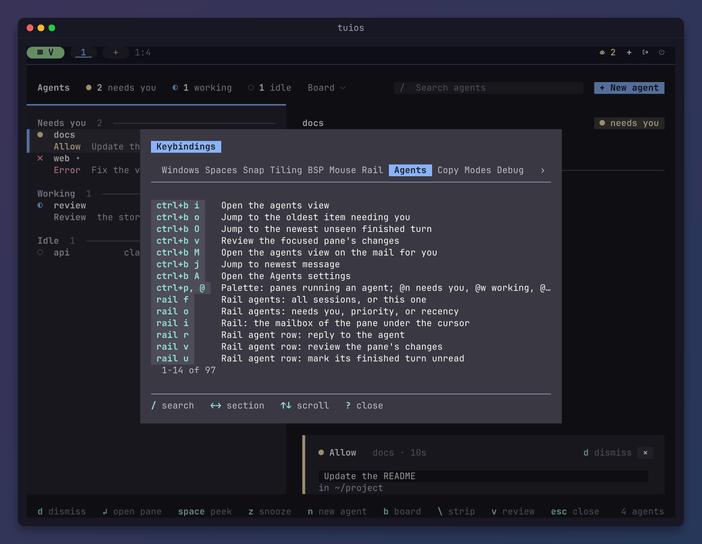 tuios
V 1 + 1:4 2 +
Agents 2 needs you 1 working 1 idle Board / Search agents + New agent
Needs you 2
docs
Allow Update th
web
Error Fix the v
Working 1
review
Review the stor
Idle 1
api cla
docs needs you
Keybindings
Windows Spaces Snap Tiling BSP Mouse Rail Agents Copy Modes Debug ›
ctrl+b i Open the agents view
ctrl+b o Jump to the oldest item needing you
ctrl+b O Jump to the newest unseen finished turn
ctrl+b v Review the focused pane's changes
ctrl+b M Open the agents view on the mail for you
ctrl+b j Jump to newest message
ctrl+b A Open the Agents settings
ctrl+p, @ Palette: panes running an agent; @n needs you, @w working, @…
rail f Rail agents: all sessions, or this one
rail o Rail agents: needs you, priority, or recency
rail i Rail: the mailbox of the pane under the cursor
rail r Rail agent row: reply to the agent
rail v Rail agent row: review the pane's changes
rail u Rail agent row: mark its finished turn unread
1-14 of 97
/ search ↔ section ↑↓ scroll ? close
Allow docs · 10s d dismiss ×
Update the README
in ~/project
d dismiss ↲ open pane space peek z snooze n new agent b board \ strip v review esc close 4 agents